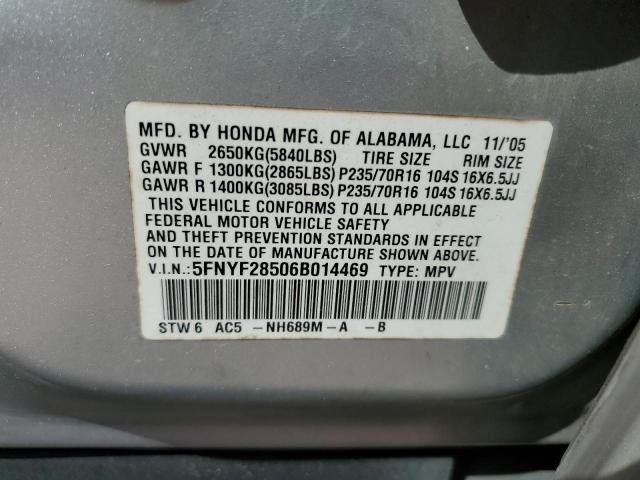 MFD. BY HONDA MFG. OF ALABAMA, LLC 11/'05
GVWR 2650KG(5840LBS) TIRE SIZE RIM SIZE
GAWR F 1300KG(2865LBS) P235/70R16 104S 16X6.5JJ
GAWR R 1400KG(3085LBS) P235/70R16 104S 16X6.5JJ
THIS VEHICLE CONFORMS TO ALL APPLICABLE
FEDERAL MOTOR VEHICLE SAFETY
AND THEFT PREVENTION STANDARDS IN EFFECT
ON THE DATE OF MANUFACTURE SHOWN ABOVE.
V.I.N.: 5FNYF28506B014469 TYPE: MPV
STW 6 AC5 -NH689M-A -B